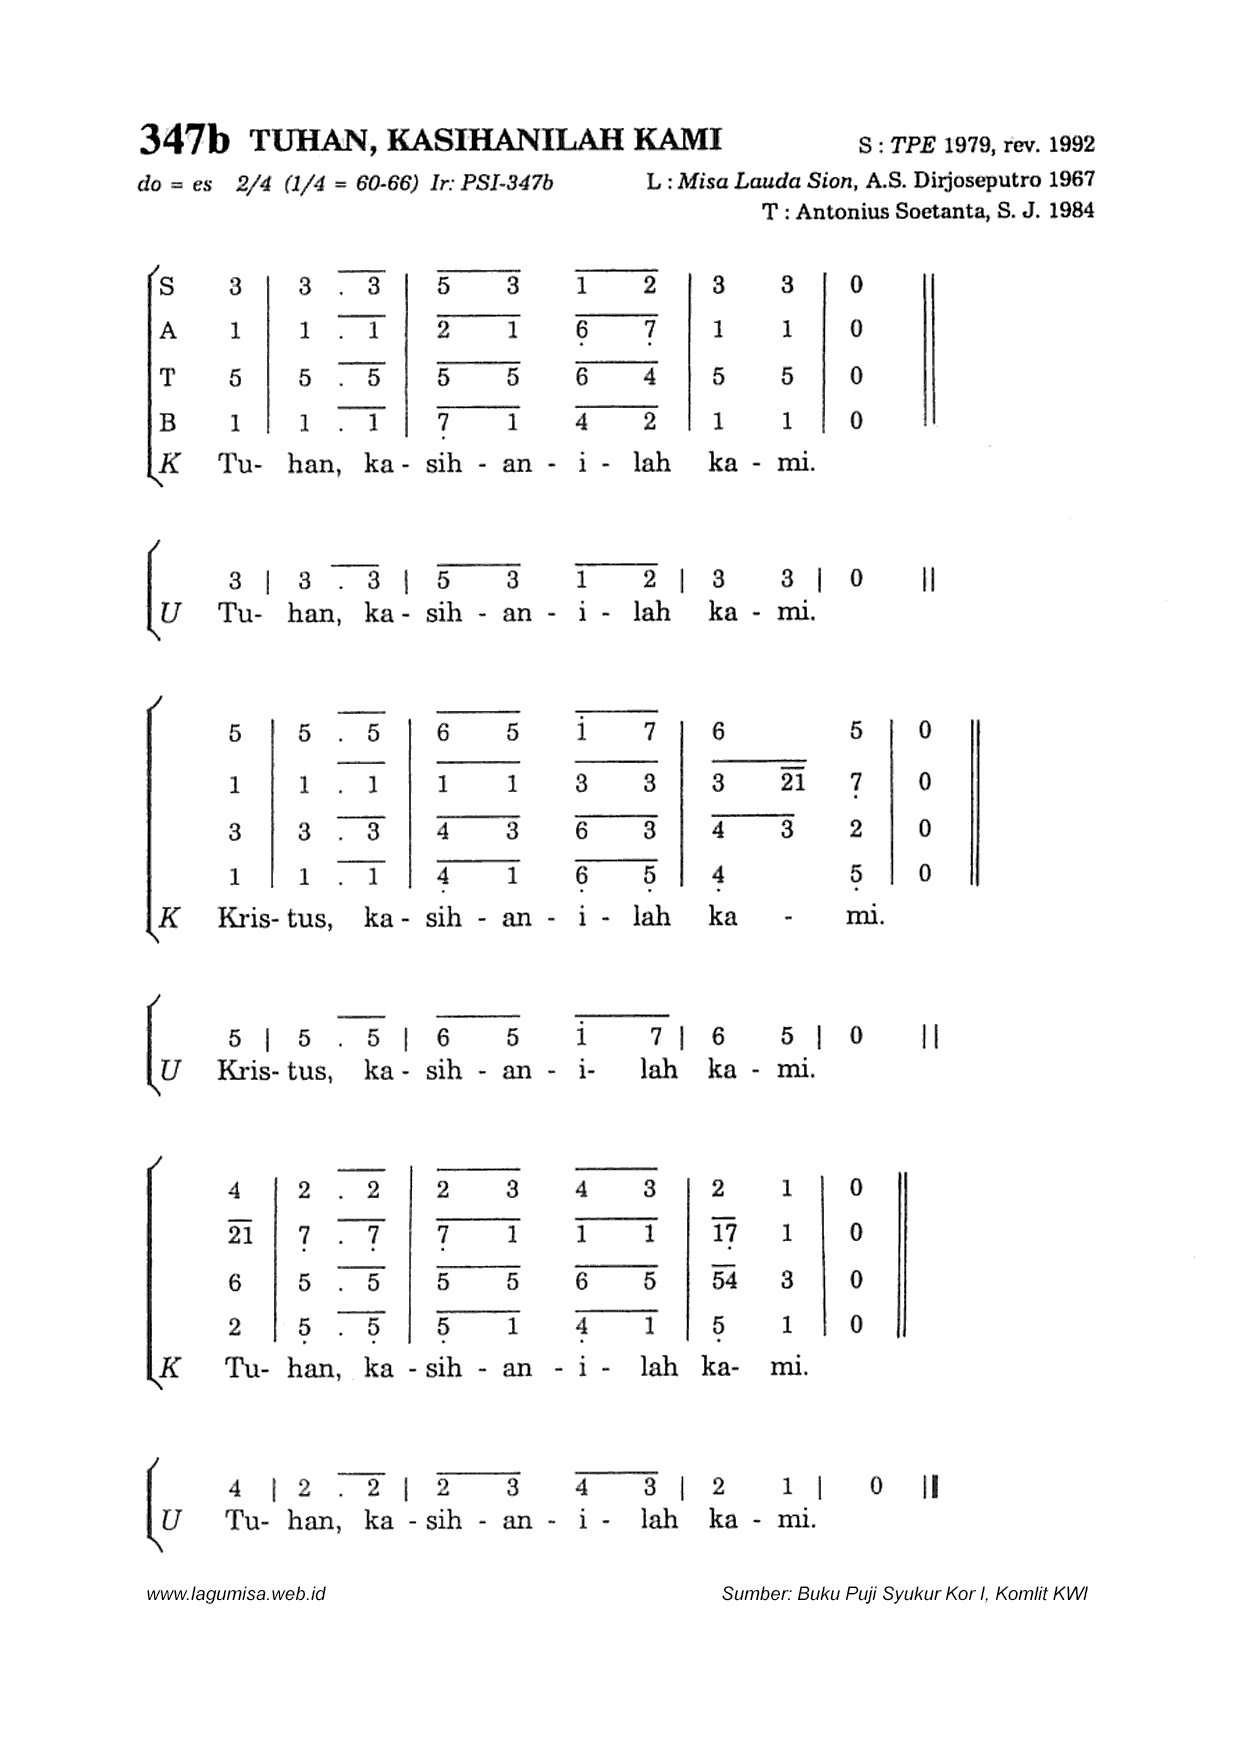 347b TUHAN, KASIHANILAH KAMI S : TPE 1979, rev. 1992
do = es 2/4 (1/4 = 60-66) Ir: PSI-347b L : Misa Lauda Sion, A.S. Dirjoseputro 1967
T : Antonius Soetanta, S. J. 1984
S 3 | 3 . 3 | 5 3 1 2 | 3 3 | 0 ||
A 1 | 1 . 1 | 2 1 6̣ 7̣ | 1 1 | 0 ||
T 5 | 5 . 5 | 5 5 6 4 | 5 5 | 0 ||
B 1 | 1 . 1 | 7̣ 1 4 2 | 1 1 | 0 ||
K Tu- han, ka - sih - an - i - lah ka - mi.
3 | 3 . 3 | 5 3 1 2 | 3 3 | 0 ||
U Tu- han, ka - sih - an - i - lah ka - mi.
5 | 5 . 5 | 6 5 1̇ 7 | 6 5 | 0 ||
1 | 1 . 1 | 1 1 3 3 | 3 21 7̣ | 0 ||
3 | 3 . 3 | 4 3 6 3 | 4 3 2 | 0 ||
1 | 1 . 1 | 4̣ 1 6̣ 5̣ | 4̣ 5̣ | 0 ||
K Kris- tus, ka - sih - an - i - lah ka - mi.
5 | 5 . 5 | 6 5 1̇ 7 | 6 5 | 0 ||
U Kris- tus, ka - sih - an - i- lah ka - mi.
4 | 2 . 2 | 2 3 4 3 | 2 1 | 0 ||
21 | 7̣ . 7̣ | 7̣ 1 1 1 | 17̣ 1 | 0 ||
6 | 5 . 5 | 5 5 6 5 | 54 3 | 0 ||
2 | 5̣ . 5̣ | 5̣ 1 4̣ 1 | 5̣ 1 | 0 ||
K Tu- han, ka - sih - an - i - lah ka- mi.
4 | 2 . 2 | 2 3 4 3 | 2 1 | 0 ||
U Tu- han, ka - sih - an - i - lah ka - mi.
www.lagumisa.web.id Sumber: Buku Puji Syukur Kor I, Komlit KWI